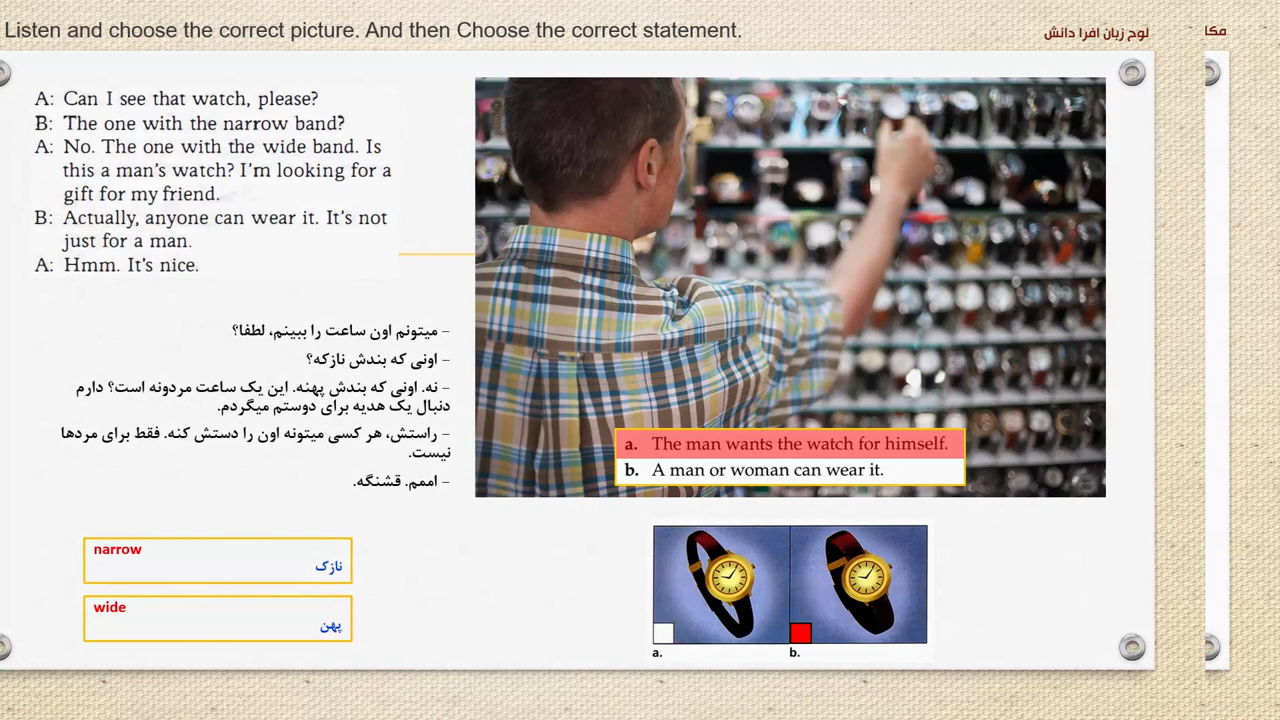 Listen and choose the correct picture. And then Choose the correct statement.
لوح زبان افرا دانش
مکا
A: Can I see that watch, please?
B: The one with the narrow band?
A: No. The one with the wide band. Is
this a man's watch? I'm looking for a
gift for my friend.
B: Actually, anyone can wear it. It's not
just for a man.
A: Hmm. It's nice.
- میتونم اون ساعت را ببینم، لطفا؟
- اونی که بندش نازکه؟
- نه. اونی که بندش پهنه. این یک ساعت مردونه است؟ دارم
دنبال یک هدیه برای دوستم میگردم.
- راستش، هر کسی میتونه اون را دستش کنه. فقط برای مردها
نیست.
- اممم. قشنگه.
a. The man wants the watch for himself.
b. A man or woman can wear it.
narrow
نازک
wide
پهن
a.
b.